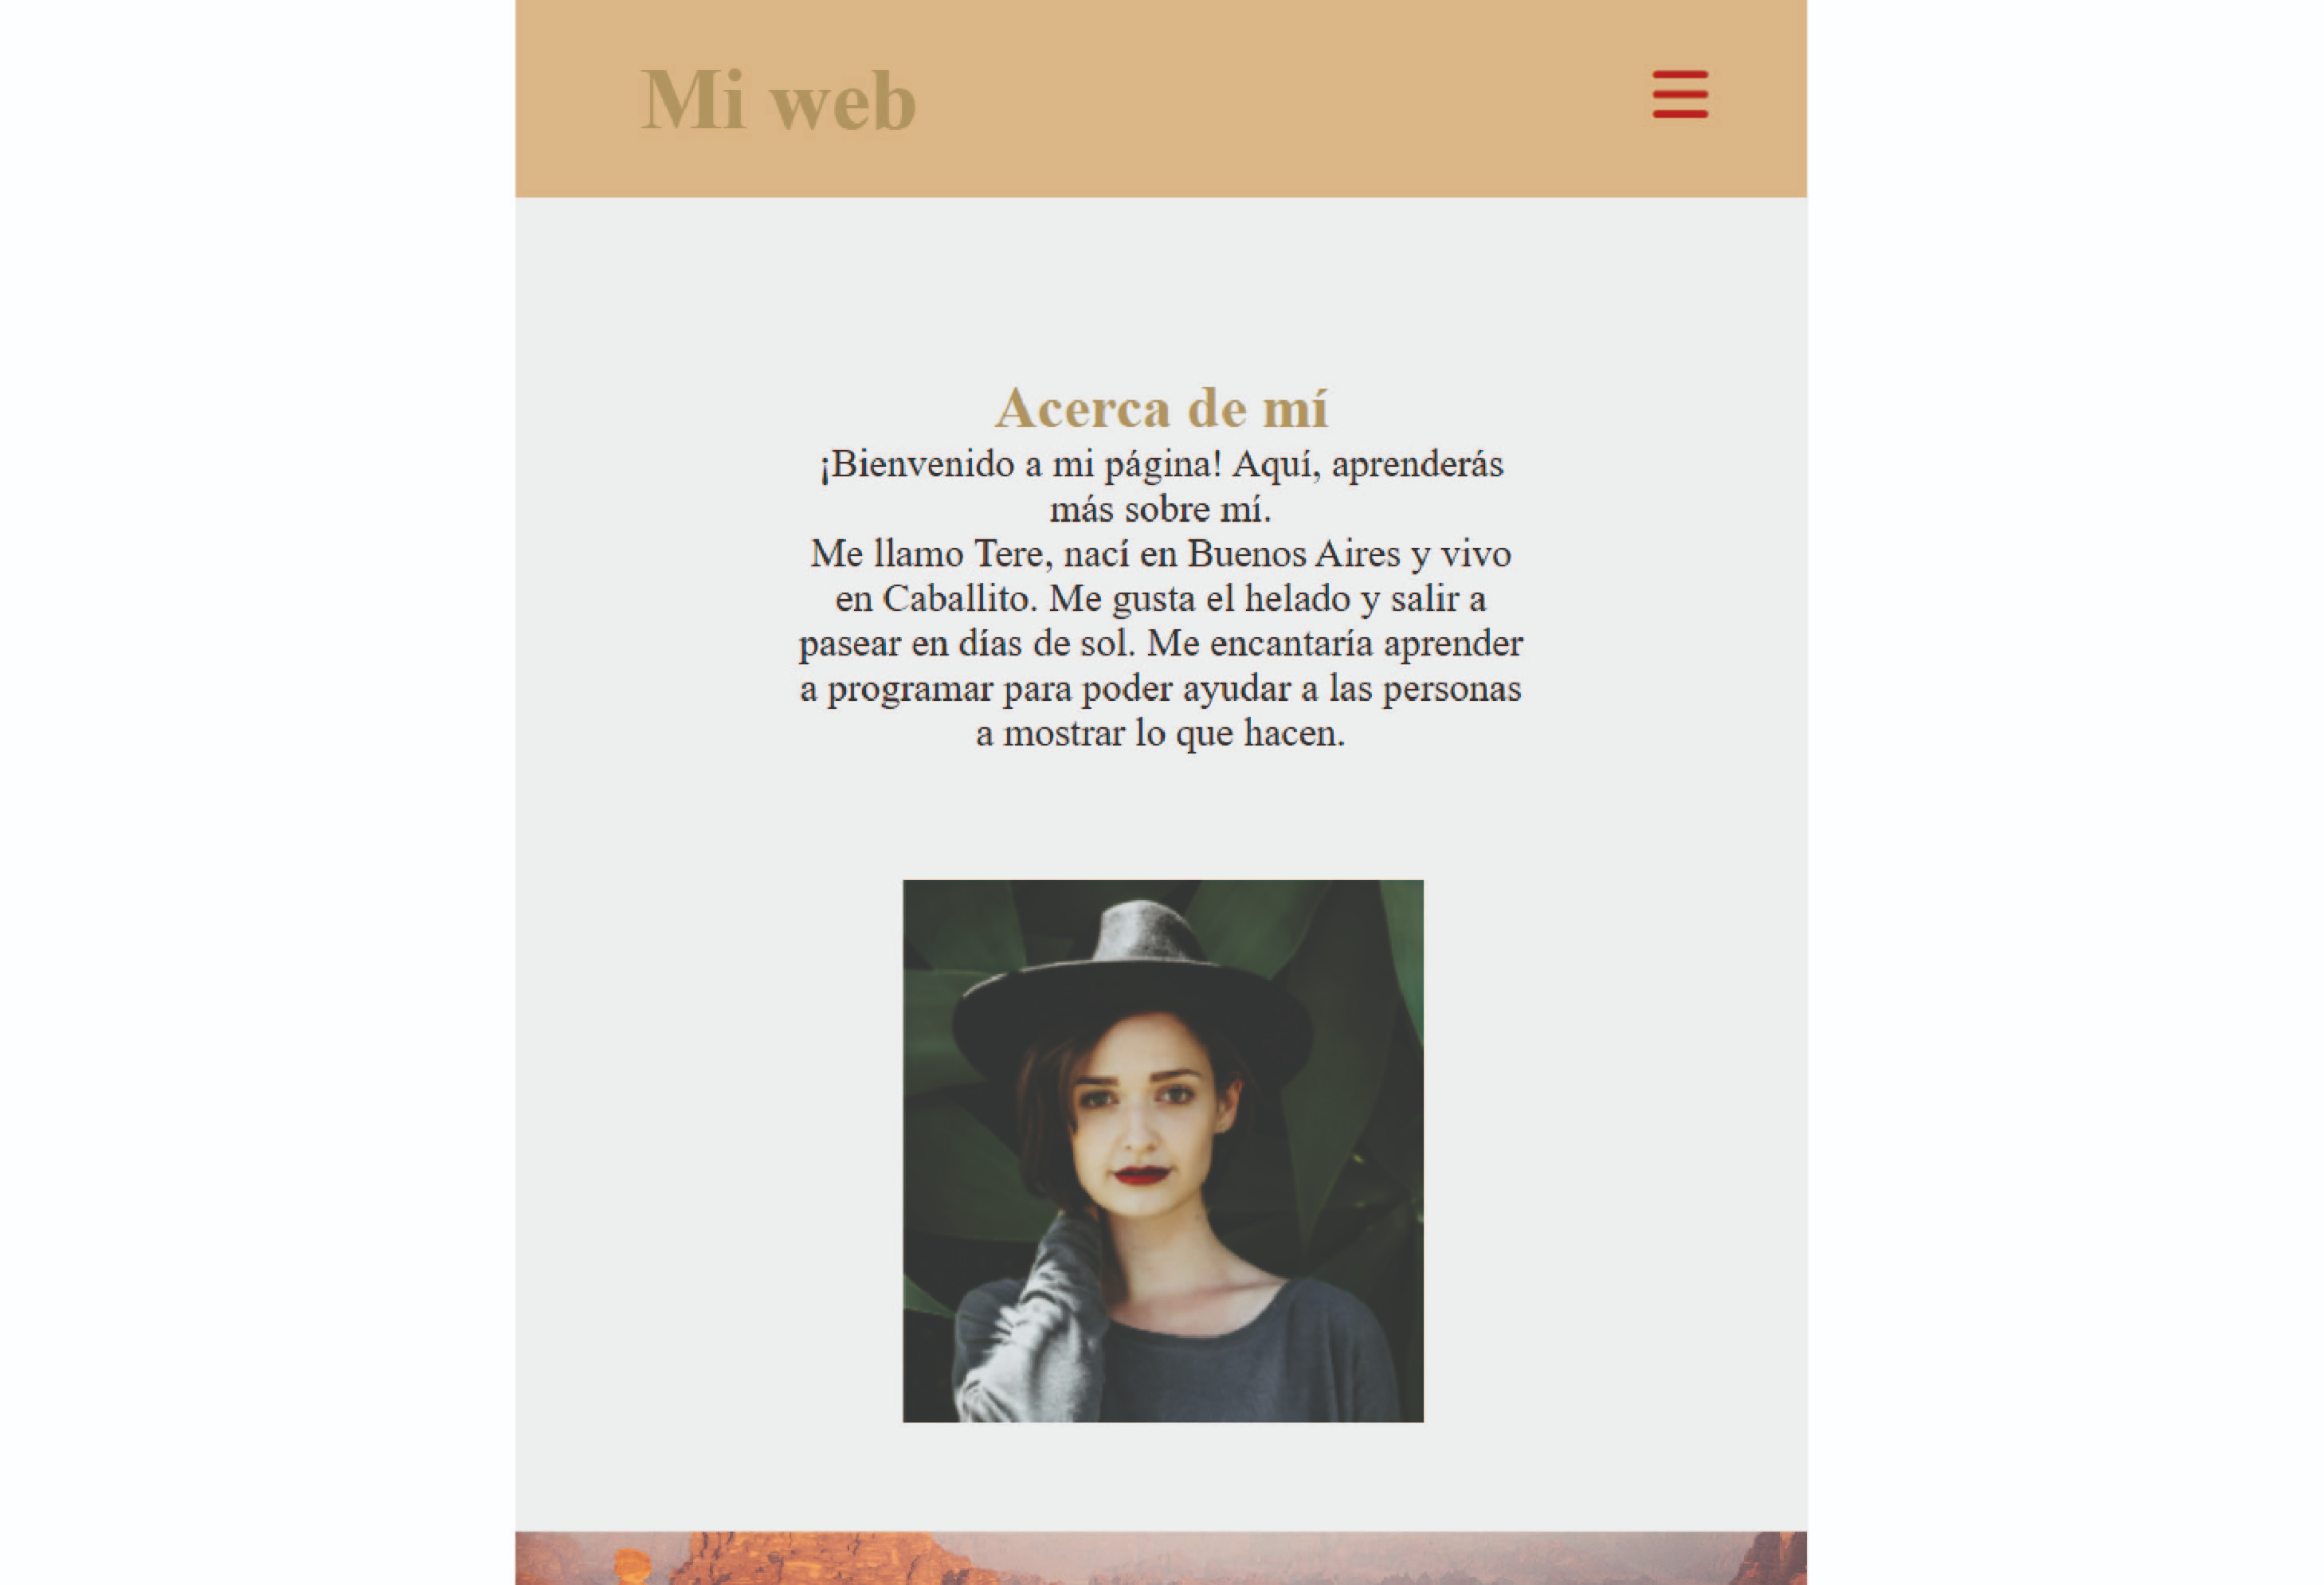 Mi web
Acerca de mí
¡Bienvenido a mi página! Aquí, aprenderás
más sobre mí.
Me llamo Tere, nací en Buenos Aires y vivo
en Caballito. Me gusta el helado y salir a
pasear en días de sol. Me encantaría aprender
a programar para poder ayudar a las personas
a mostrar lo que hacen.